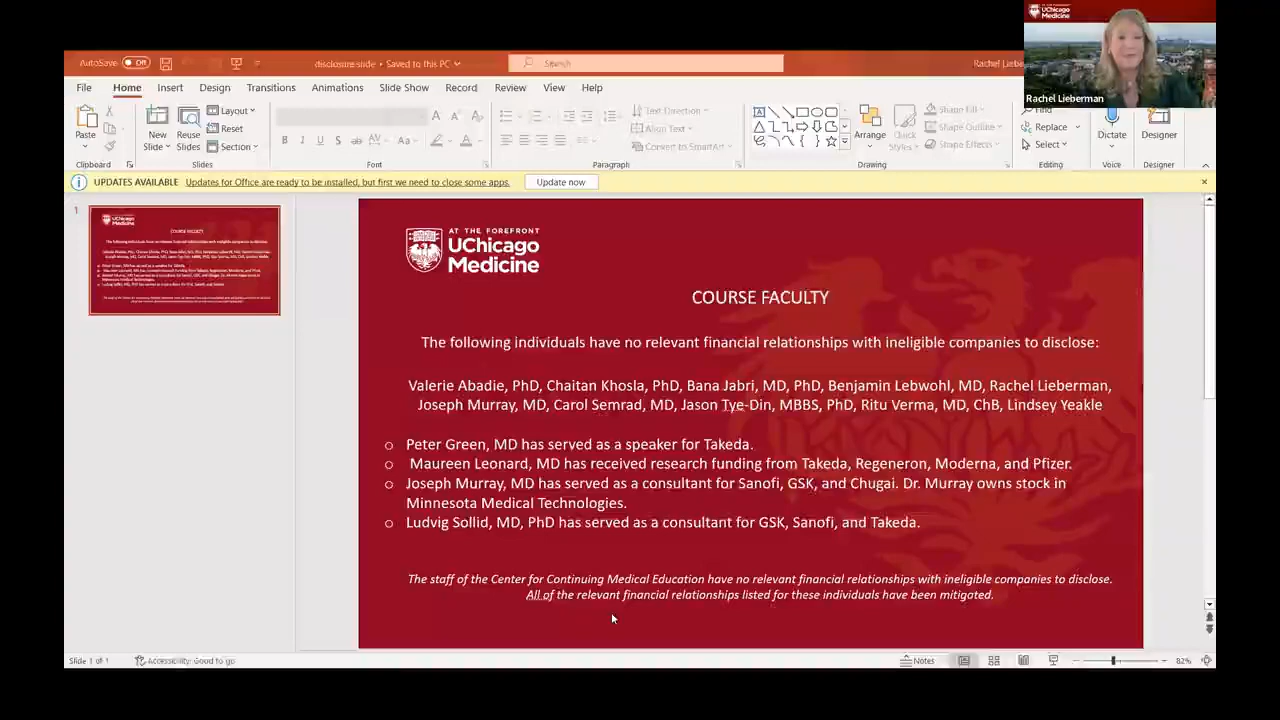 UChicago
Medicine
Rachel Lieberman
AutoSave Off
disclosure slide - Saved to this PC
Search
Rachel Liebe
File Home Insert Design Transitions Animations Slide Show Record Review View Help
Paste
New Slide
Reuse Slides
Layout
Reset
Section
Text Direction
Align Text
Convert to SmartArt
Arrange
Quick Styles
Shape Fill
Shape Outline
Shape Effects
Find
Replace
Select
Dictate
Designer
Clipboard Slides Font Paragraph Drawing Editing Voice Designer
UPDATES AVAILABLE Updates for Office are ready to be installed, but first we need to close some apps. Update now
1
AT THE FOREFRONT
UChicago
Medicine
COURSE FACULTY
The following individuals have no relevant financial relationships with ineligible companies to disclose:
Valerie Abadie, PhD, Chaitan Khosla, PhD, Bana Jabri, MD, PhD, Benjamin Lebwohl, MD, Rachel Lieberman,
Joseph Murray, MD, Carol Semrad, MD, Jason Tye-Din, MBBS, PhD, Ritu Verma, MD, ChB, Lindsey Yeakle
o Peter Green, MD has served as a speaker for Takeda.
o Maureen Leonard, MD has received research funding from Takeda, Regeneron, Moderna, and Pfizer.
o Joseph Murray, MD has served as a consultant for Sanofi, GSK, and Chugai. Dr. Murray owns stock in
Minnesota Medical Technologies.
o Ludvig Sollid, MD, PhD has served as a consultant for GSK, Sanofi, and Takeda.
The staff of the Center for Continuing Medical Education have no relevant financial relationships with ineligible companies to disclose.
All of the relevant financial relationships listed for these individuals have been mitigated.
Slide 1 of 1 Accessibility: Good to go
Notes
82%